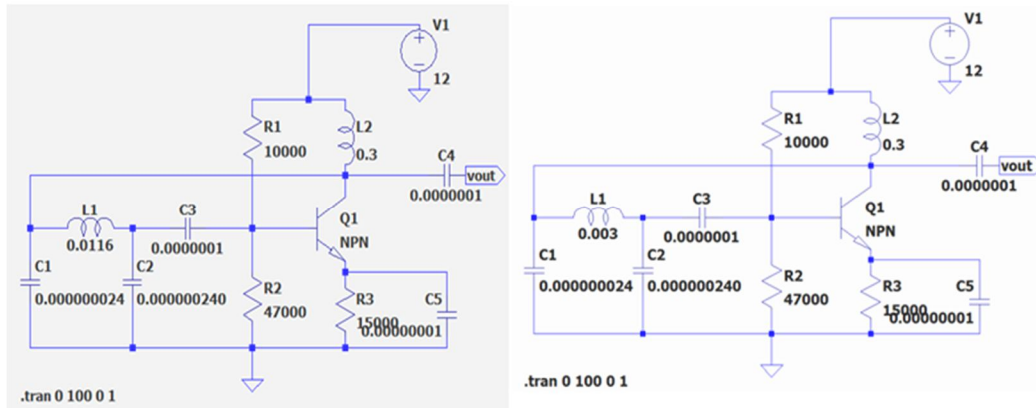 V1
12
R1
10000
L2
0.3
C4
vout
0.0000001
L1
0.0116
C3
0.0000001
Q1
NPN
C1
0.000000024
C2
0.000000240
R2
47000
R3
15000
C5
0.00000001
.tran 0 100 0 1
V1
12
R1
10000
L2
0.3
C4
vout
0.0000001
L1
0.003
C3
0.0000001
Q1
NPN
C1
0.000000024
C2
0.000000240
R2
47000
R3
15000
C5
0.00000001
.tran 0 100 0 1